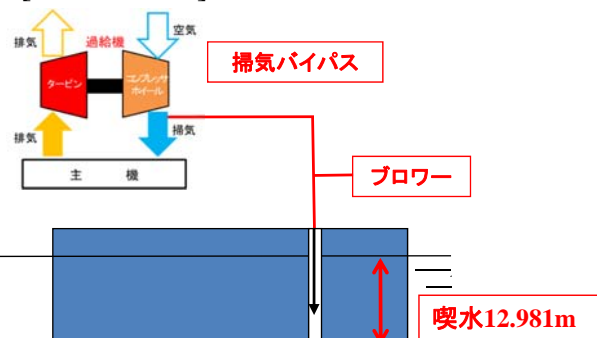 排気
過給機
空気
掃気バイパス
タービン
コンプレッサ
ホイール
排気
掃気
主 機
ブロワー
喫水12.981m